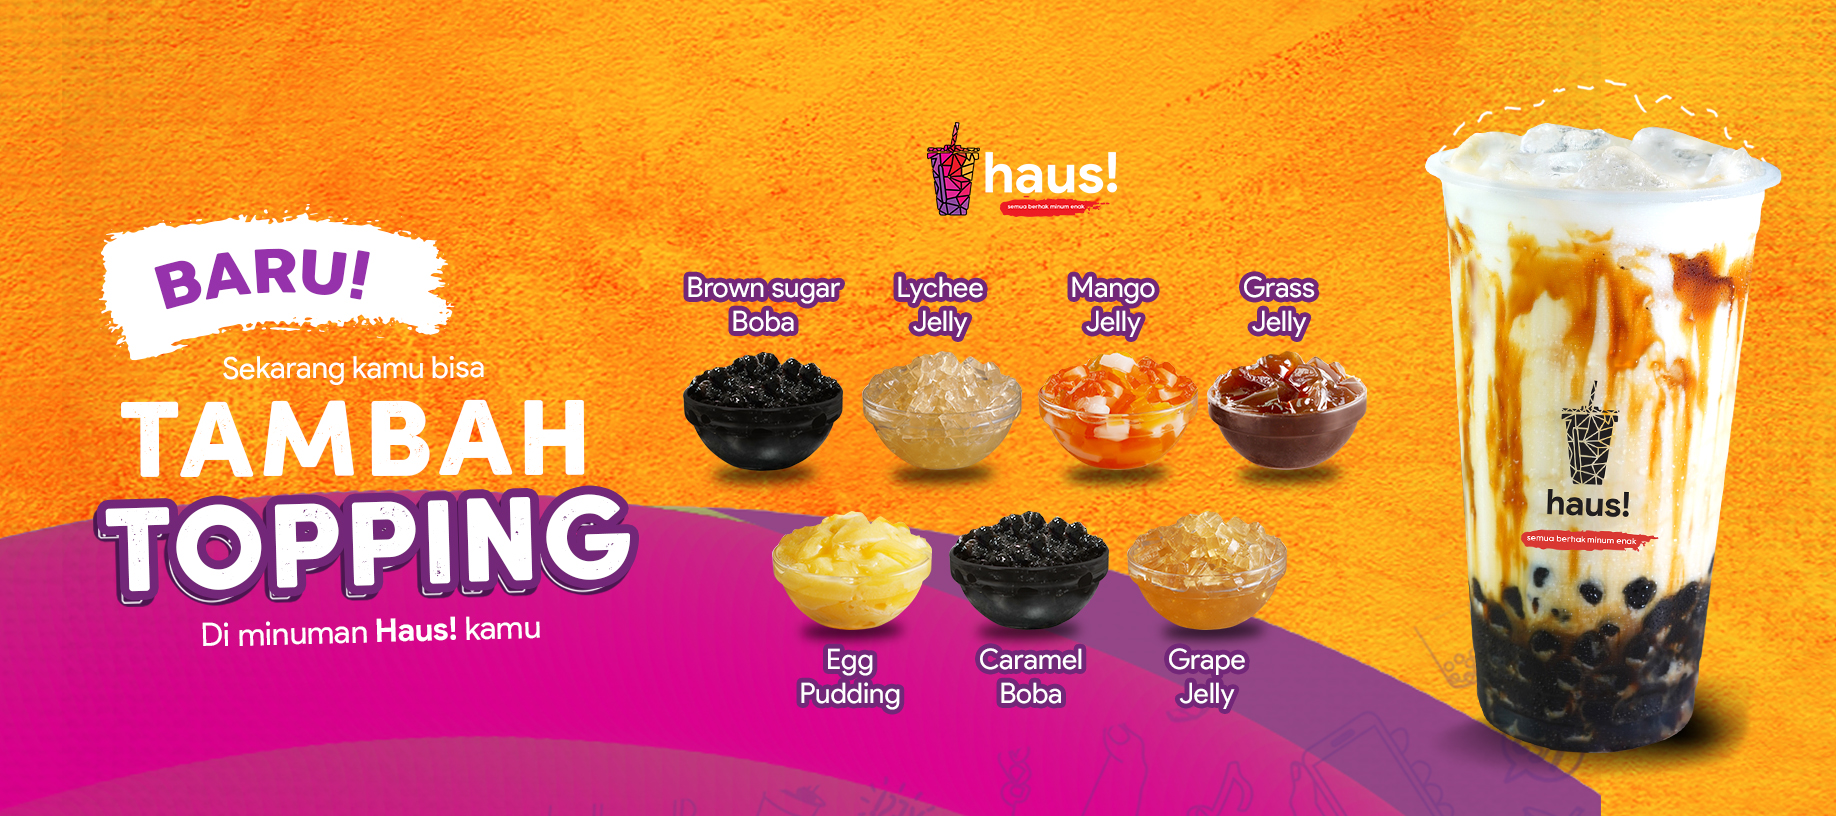 BARU!
Sekarang kamu bisa
TAMBAH
TOPPING
Di minuman Haus! kamu
haus!
semua berhak minum enak
Brown sugar
Boba
Lychee
Jelly
Mango
Jelly
Grass
Jelly
Egg
Pudding
Caramel
Boba
Grape
Jelly
haus!
semua berhak minum enak